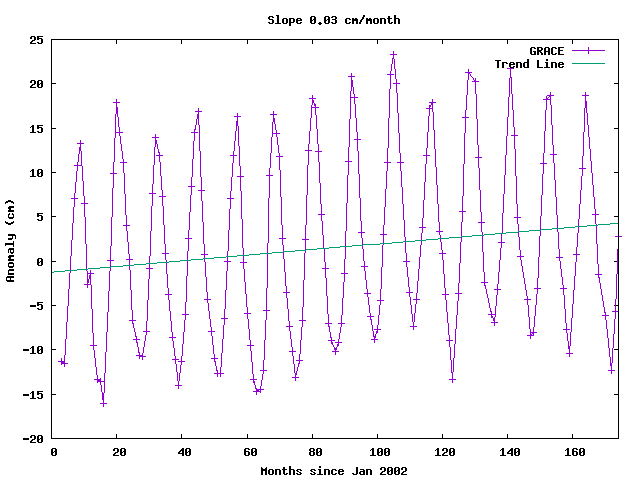 Slope 0.03 cm/month
GRACE
Trend Line
25
20
15
10
5
0
-5
-10
-15
-20
Anomaly (cm)
0 20 40 60 80 100 120 140 160
Months since Jan 2002